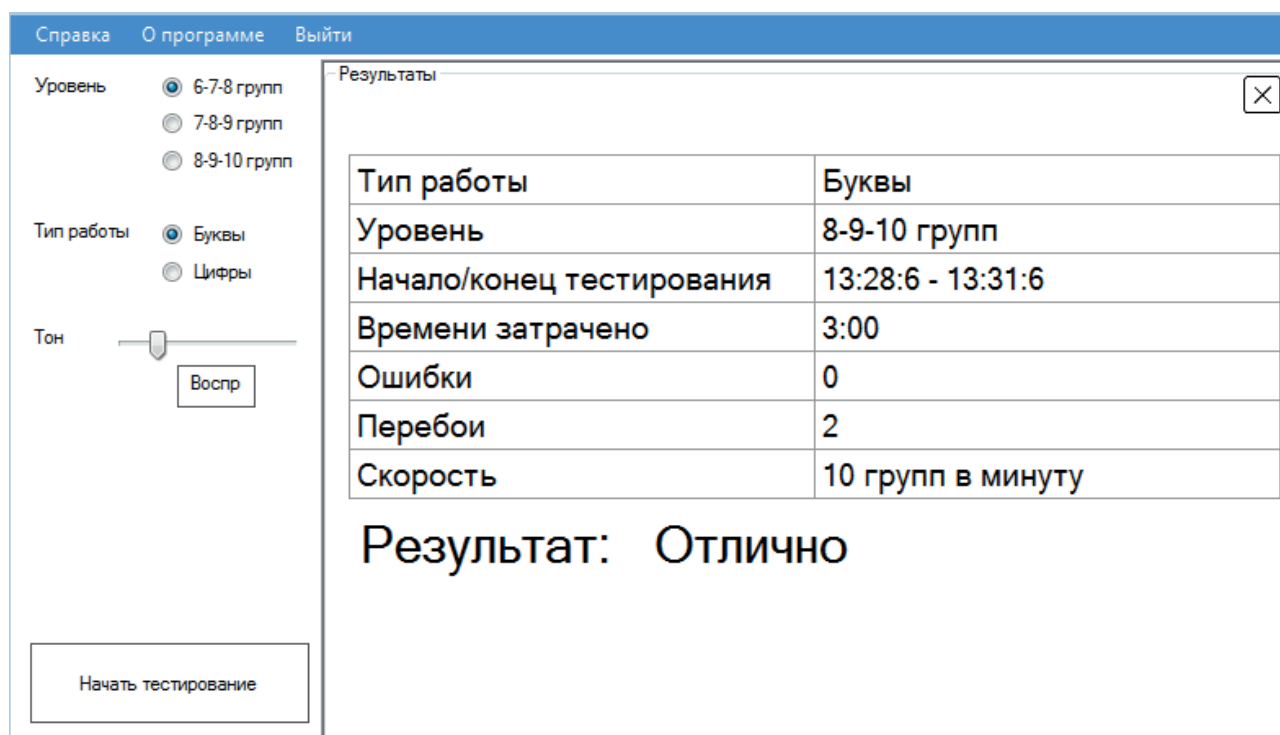 Справка О программе Выйти
Уровень 6-7-8 групп
7-8-9 групп
8-9-10 групп
Тип работы Буквы
Цифры
Тон
Воспр
Начать тестирование
Результаты
Тип работы Буквы
Уровень 8-9-10 групп
Начало/конец тестирования 13:28:6 - 13:31:6
Времени затрачено 3:00
Ошибки 0
Перебои 2
Скорость 10 групп в минуту
Результат: Отлично